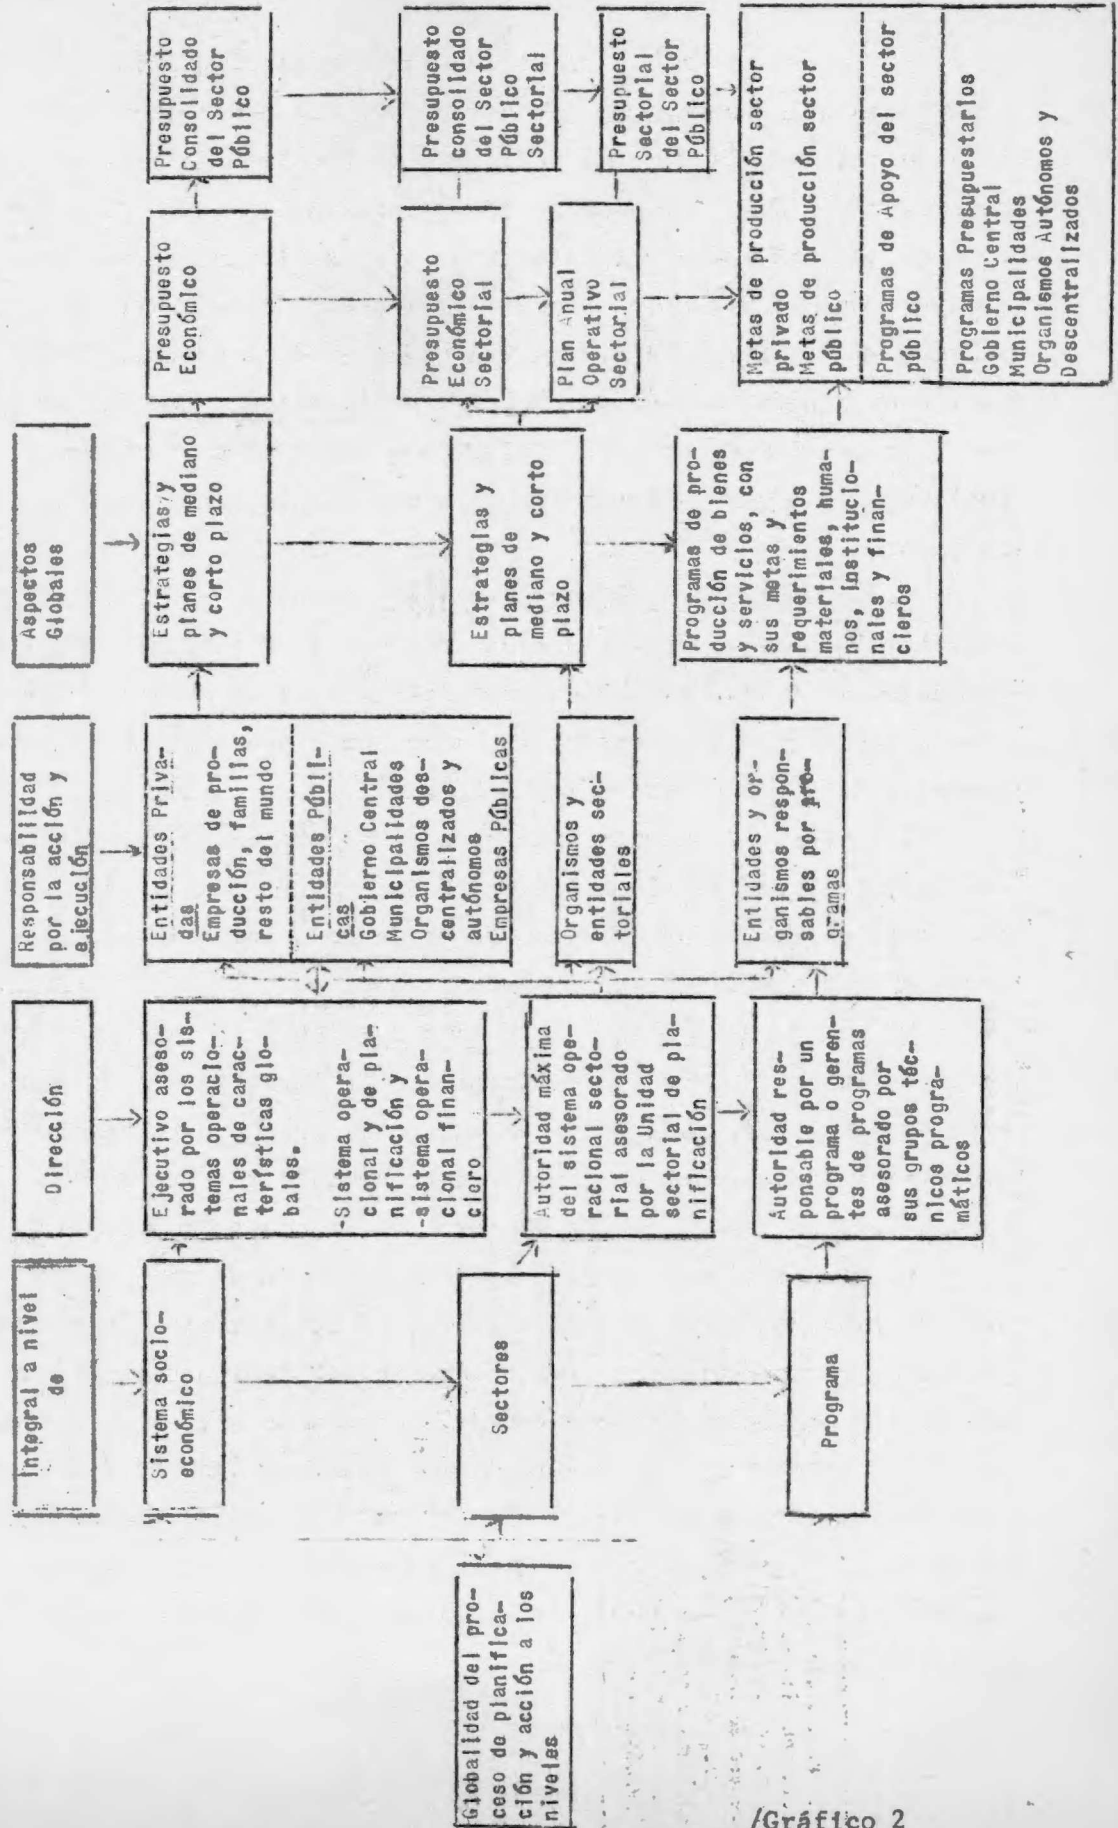 Integral a nivel
de
Dirección
Responsabilidad
por la acción y
ejecución
Aspectos
Globales
Globalidad del pro-
ceso de planifica-
ción y acción a los
niveles
Sistema socio-
económico
Ejecutivo aseso-
rado por los sis-
temas operacio-
nales de carac-
terísticas glo-
bales.
-Sistema opera-
cional y de pla-
nificación y
-sistema opera-
cional finan-
ciero
Entidades Priva-
das
Empresas de pro-
ducción, familias,
resto del mundo
Entidades Públi-
cas
Gobierno Central
Municipalidades
Organismos des-
centralizados y
autónomos
Empresas Públicas
Estrategias y
planes de mediano
y corto plazo
Presupuesto
Económico
Presupuesto
Consolidado
del Sector
Público
Sectores
Autoridad máxima
del sistema ope-
racional secto-
rial asesorado
por la Unidad
sectorial de pla-
nificación
Organismos y
entidades sec-
toriales
Estrategias y
planes de
mediano y corto
plazo
Presupuesto
Económico
Sectorial
Presupuesto
consolidado
del Sector
Público
Sectorial
Plan Anual
Operativo
Sectorial
Presupuesto
Sectorial
del Sector
Público
Programa
Autoridad res-
ponsable por un
programa o geren-
tes de programas
asesorado por
sus grupos téc-
nicos progra-
máticos
Entidades y or-
ganismos respon-
sables por pro-
gramas
Programas de pro-
ducción de bienes
y servicios, con
sus metas y
requerimientos
materiales, huma-
nos, institucio-
nales y finan-
cieros
Metas de producción sector
privado
Metas de producción sector
público
Programas de Apoyo del sector
público
Programas Presupuestarios
Gobierno Central
Municipalidades
Organismos Autónomos y
Descentralizados
/Gráfico 2